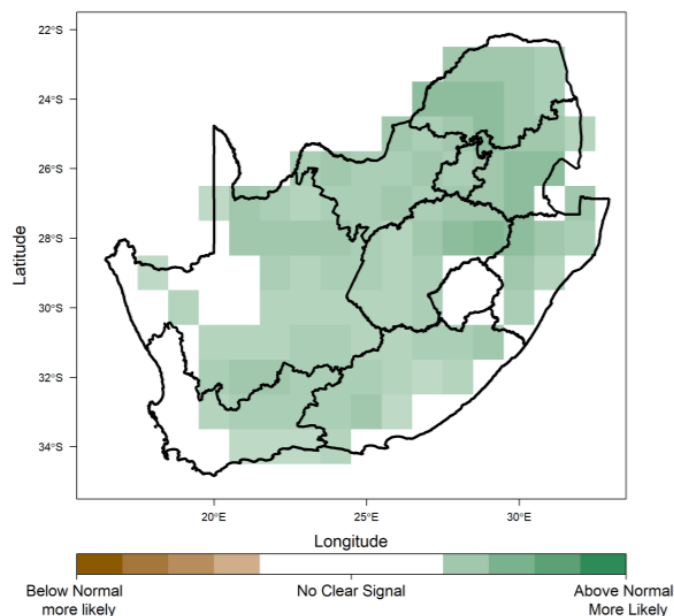 22°S
24°S
26°S
28°S
30°S
32°S
34°S
Latitude
20°E
25°E
30°E
Longitude
Below Normal
more likely
No Clear Signal
Above Normal
More Likely